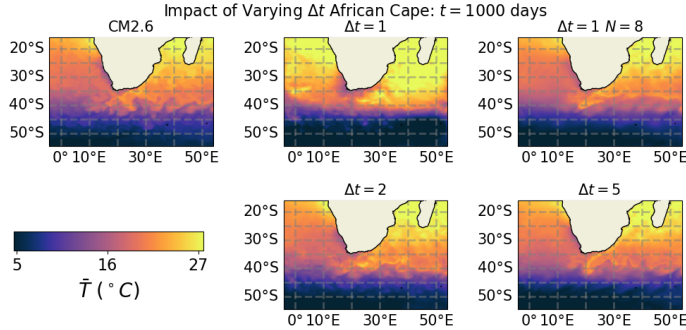 Impact of Varying Δt African Cape: t = 1000 days
CM2.6
Δt = 1
Δt = 1 N = 8
20°S
30°S
40°S
50°S
0° 10°E 30°E 50°E
20°S
30°S
40°S
50°S
0° 10°E 30°E 50°E
20°S
30°S
40°S
50°S
0° 10°E 30°E 50°E
Δt = 2
Δt = 5
20°S
30°S
40°S
50°S
0° 10°E 30°E 50°E
20°S
30°S
40°S
50°S
0° 10°E 30°E 50°E
5 16 27
T̄ (°C)